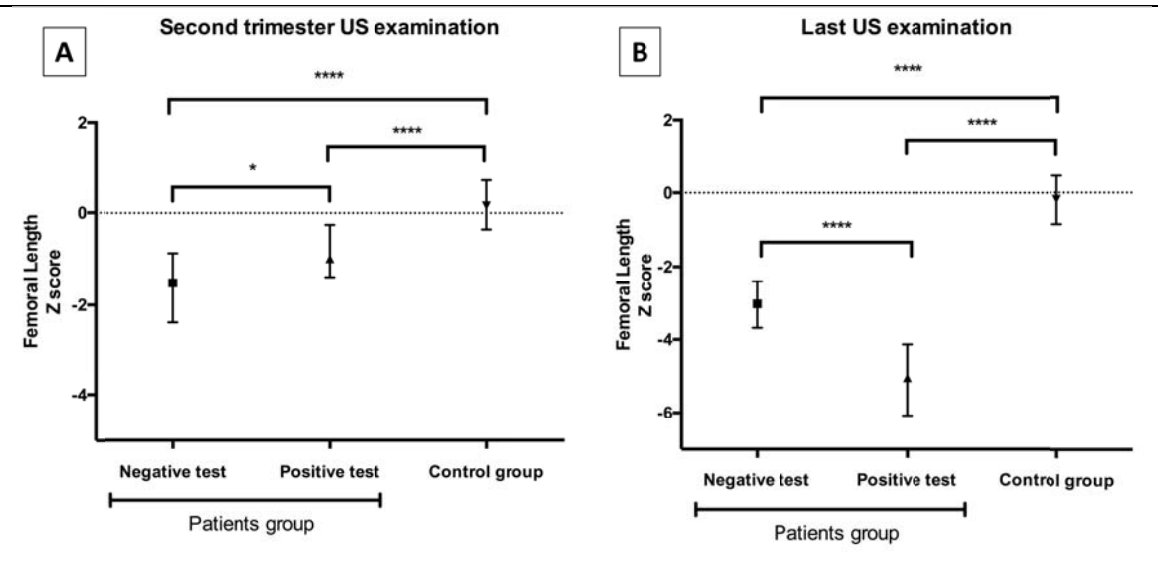 A
Second trimester US examination
****
****
*
2
0
-2
-4
Femoral Length
Z score
Negative test
Positive test
Control group
Patients group
B
Last US examination
****
****
****
2
0
-2
-4
-6
Femoral Length
Z score
Negative test
Positive test
Control group
Patients group